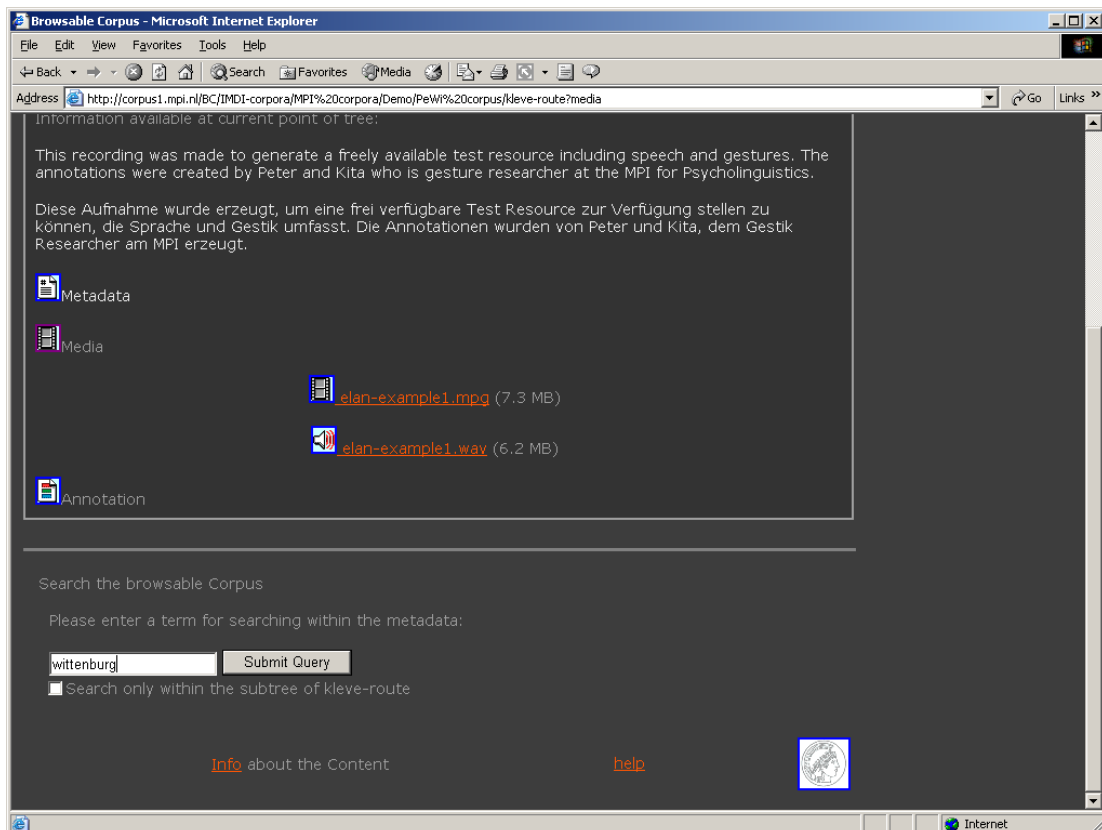 Browsable Corpus - Microsoft Internet Explorer
File Edit View Favorites Tools Help
Back Search Favorites Media
Address http://corpus1.mpi.nl/BC/IMDI-corpora/MPI%20corpora/Demo/PeWi%20corpus/kleve-route?media Go Links »
Information available at current point of tree:
This recording was made to generate a freely available test resource including speech and gestures. The
annotations were created by Peter and Kita who is gesture researcher at the MPI for Psycholinguistics.
Diese Aufnahme wurde erzeugt, um eine frei verfügbare Test Resource zur Verfügung stellen zu
können, die Sprache und Gestik umfasst. Die Annotationen wurden von Peter und Kita, dem Gestik
Researcher am MPI erzeugt.
Metadata
Media
elan-example1.mpg (7.3 MB)
elan-example1.wav (6.2 MB)
Annotation
Search the browsable Corpus
Please enter a term for searching within the metadata:
wittenburg Submit Query
Search only within the subtree of kleve-route
Info about the Content help
Internet